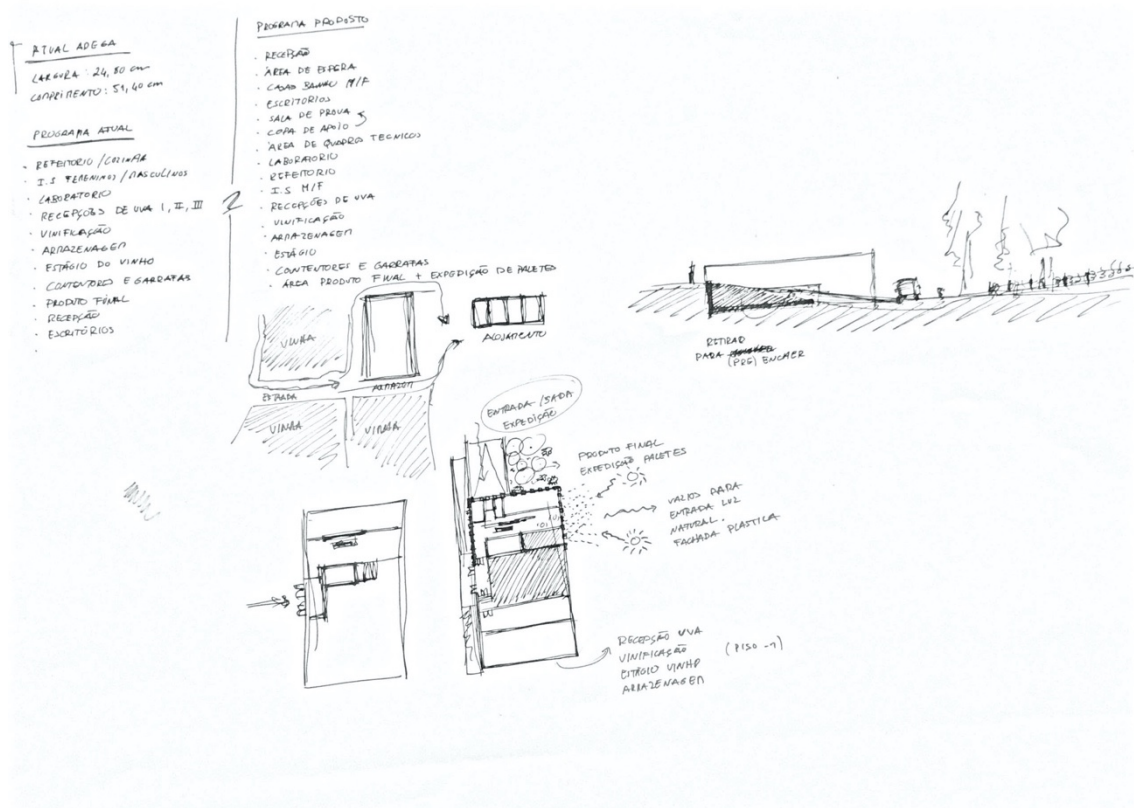 ATUAL ADEGA
LARGURA : 24,80 cm
COMPRIMENTO : 51,40 cm
PROGRAMA ATUAL
- REFEITORIO / COZINHA
· I.S FEMENINOS / MASCULINOS
· LABORATORIO
· RECEPÇÕES DE UVA I, II, III
· VINIFICAÇÃO
· ARMAZENAGEM
· ESTÁGIO DO VINHO
· CONTENTORES E GARRAFAS
· PRODUTO FINAL
· RECEPÇÃO
· ESCRITÓRIOS
PROGRAMA PROPOSTO
· RECEPÇÃO
· ÁREA DE ESPERA
· CASAS BANHO M/F
· ESCRITORIOS
· SALA DE PROVA
· COPA DE APOIO
· ÁREA DE QUADROS TECNICOS
· LABORATORIO
· REFEITORIO
· I.S M/F
· RECEPÇÕES DE UVA
· VINIFICAÇÃO
· ARMAZENAGEM
· ESTÁGIO
· CONTENTORES E GARRAFAS
· ÁREA PRODUTO FINAL + EXPEDIÇÃO DE PALETES
VINHA
ARMAZEM
ALOJAMENTO
ESTRADA
VINHA
VINHA
RETIRAR
PARA
(PRE) ENCHER
ENTRADA / SAIDA
EXPEDIÇÃO
PRODUTO FINAL
EXPEDIÇÃO PALETES
VAZIOS PARA
ENTRADA LUZ
NATURAL.
FACHADA PLASTICA
RECEPÇÃO UVA
VINIFICAÇÃO (PISO -1)
ESTÁGIO VINHO
ARMAZENAGEM